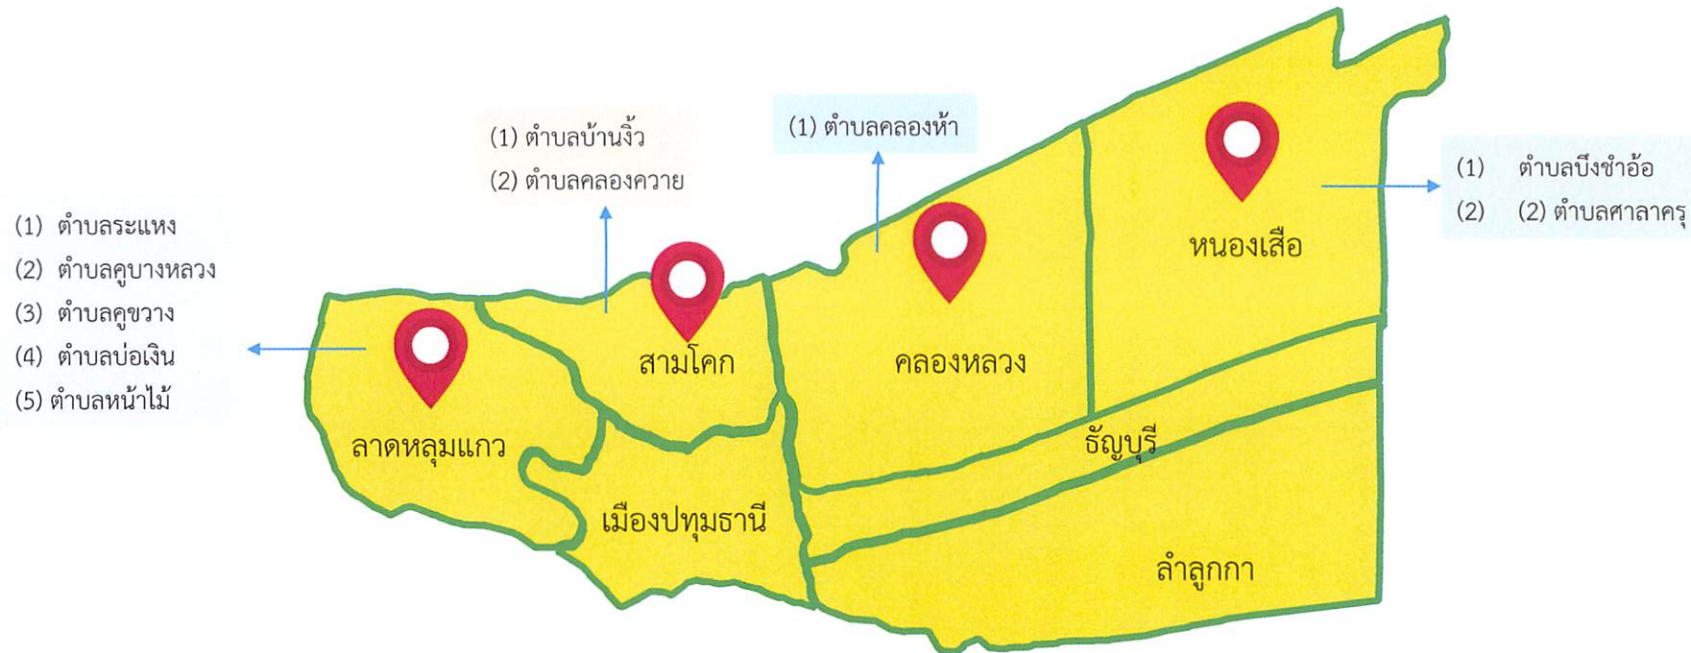 (1) ตำบลบ้านงิ้ว
(2) ตำบลคลองควาย
(1) ตำบลคลองห้า
(1) ตำบลบึงชำอ้อ
(2) (2) ตำบลศาลาครุ
(1) ตำบลระแหง
(2) ตำบลคูบางหลวง
(3) ตำบลคูขวาง
(4) ตำบลบ่อเงิน
(5) ตำบลหน้าไม้
หนองเสือ
สามโคก
คลองหลวง
ลาดหลุมแกว
ธัญบุรี
เมืองปทุมธานี
ลำลูกกา